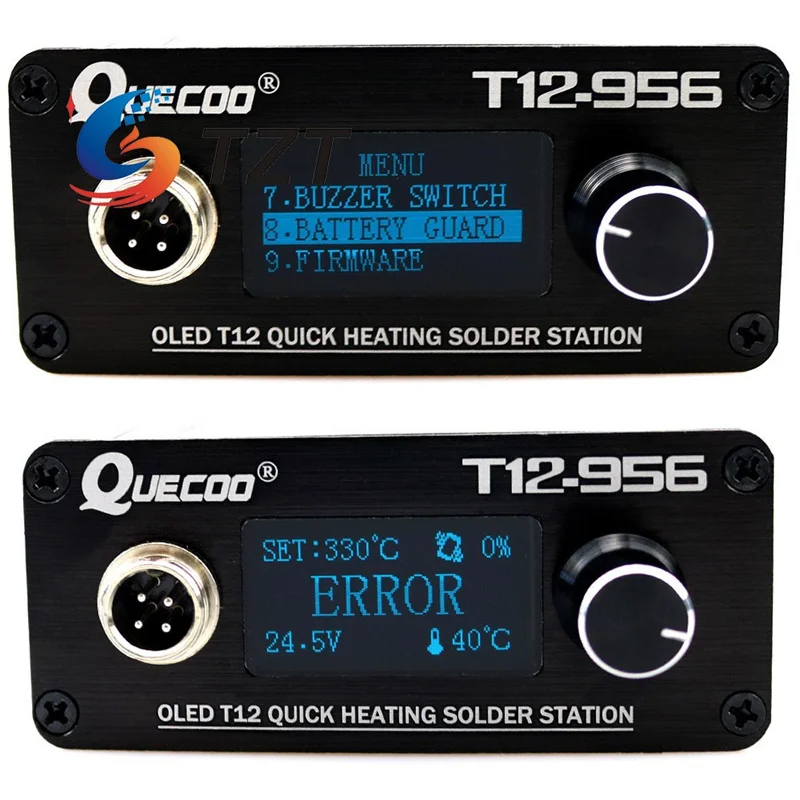 QUECOO® T12-956
TZT
MENU
7.BUZZER SWITCH
8.BATTERY GUARD
9.FIRMWARE
OLED T12 QUICK HEATING SOLDER STATION
QUECOO® T12-956
SET:330℃ 0%
ERROR
24.5V 40℃
OLED T12 QUICK HEATING SOLDER STATION